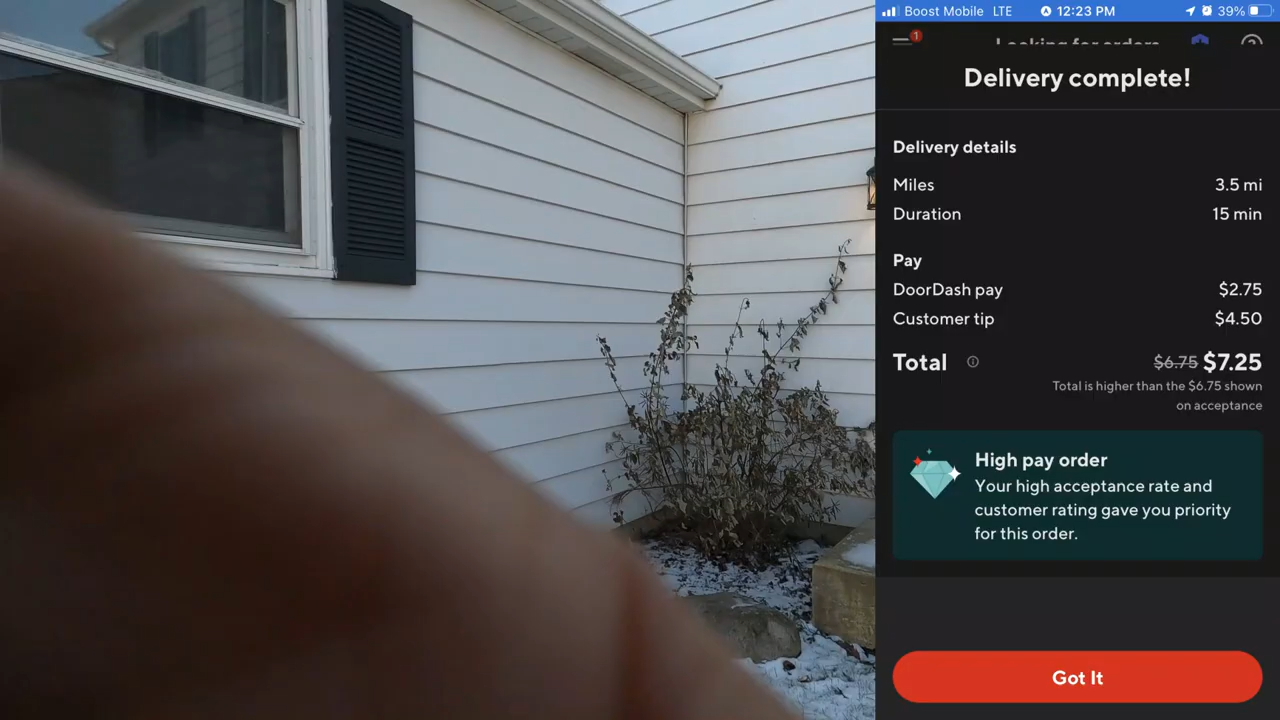 Boost Mobile LTE 12:23 PM 39%
1
Looking for orders
Delivery complete!
Delivery details
Miles 3.5 mi
Duration 15 min
Pay
DoorDash pay $2.75
Customer tip $4.50
Total $6.75 $7.25
Total is higher than the $6.75 shown
on acceptance
High pay order
Your high acceptance rate and
customer rating gave you priority
for this order.
Got It